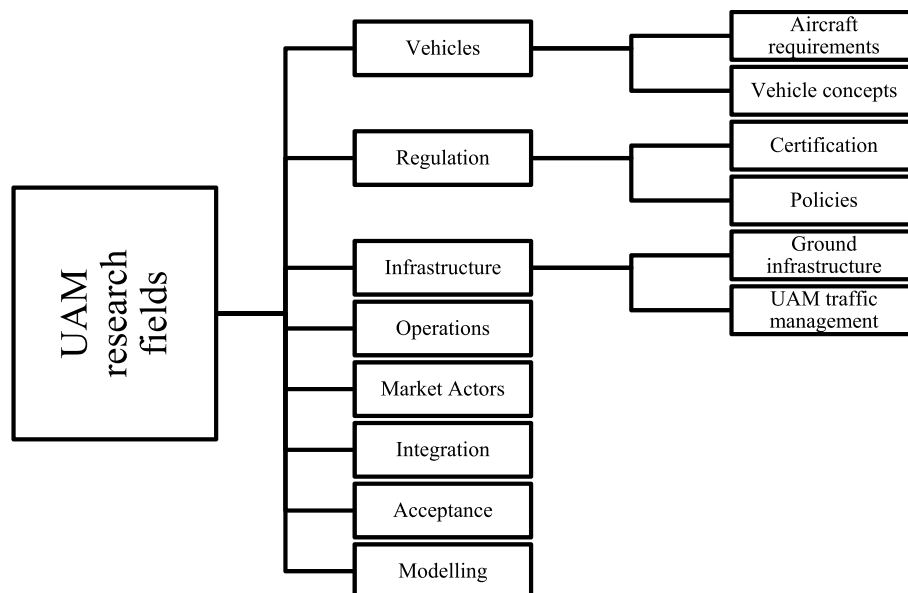 UAM
research
fields
Vehicles
Aircraft
requirements
Vehicle concepts
Regulation
Certification
Policies
Infrastructure
Ground
infrastructure
UAM traffic
management
Operations
Market Actors
Integration
Acceptance
Modelling